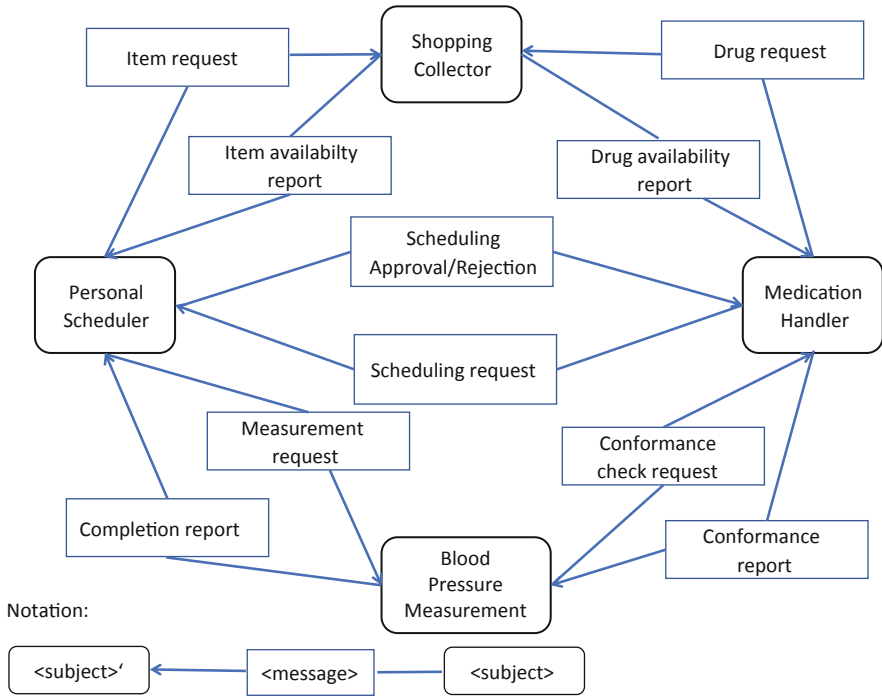 Shopping
Collector
Item request
Drug request
Item availabilty
report
Drug availability
report
Scheduling
Approval/Rejection
Personal
Scheduler
Medication
Handler
Scheduling request
Measurement
request
Conformance
check request
Completion report
Conformance
report
Blood
Pressure
Measurement
Notation:
<subject>‘
<message>
<subject>